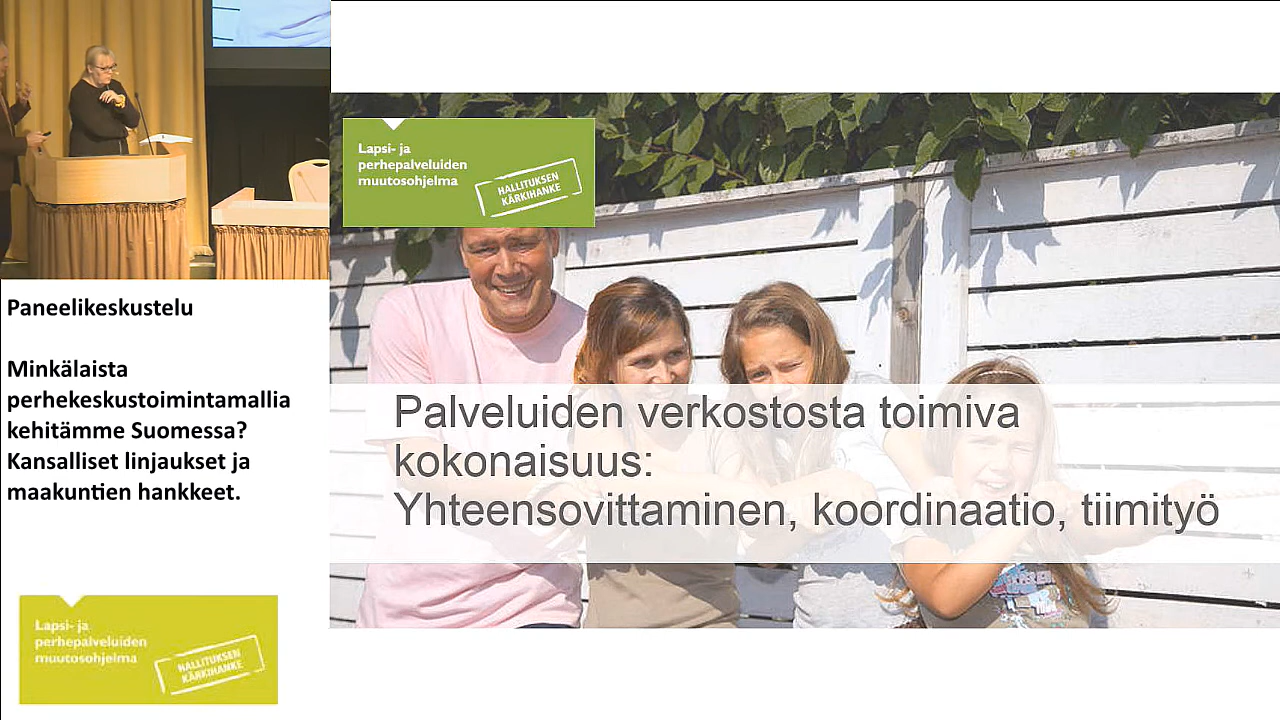 Paneelikeskustelu
Minkälaista
perhekeskustoimintamallia
kehitämme Suomessa?
Kansalliset linjaukset ja
maakuntien hankkeet.
Lapsi- ja
perhepalveluiden
muutosohjelma
HALLITUKSEN
KÄRKIHANKE
Lapsi- ja
perhepalveluiden
muutosohjelma
HALLITUKSEN
KÄRKIHANKE
Palveluiden verkostosta toimiva
kokonaisuus:
Yhteensovittaminen, koordinaatio, tiimityö